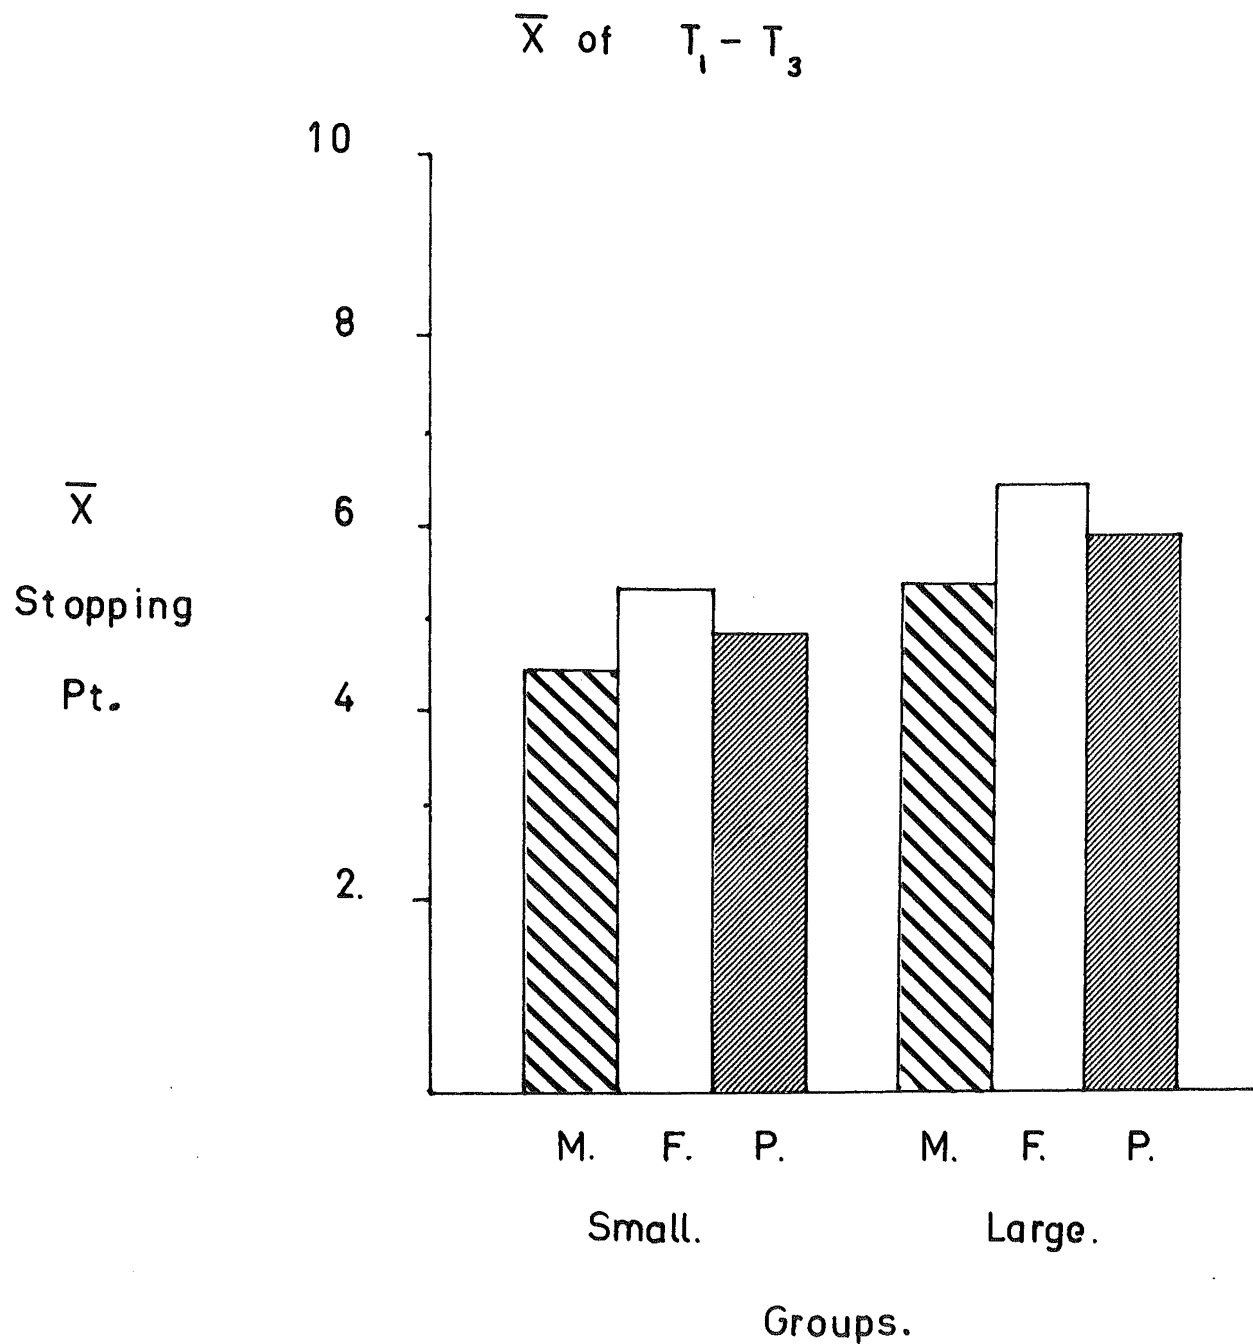 X̄ of T₁ - T₃
10
8
6
4
2.
X̄
Stopping
Pt.
M. F. P. M. F. P.
Small. Large.
Groups.